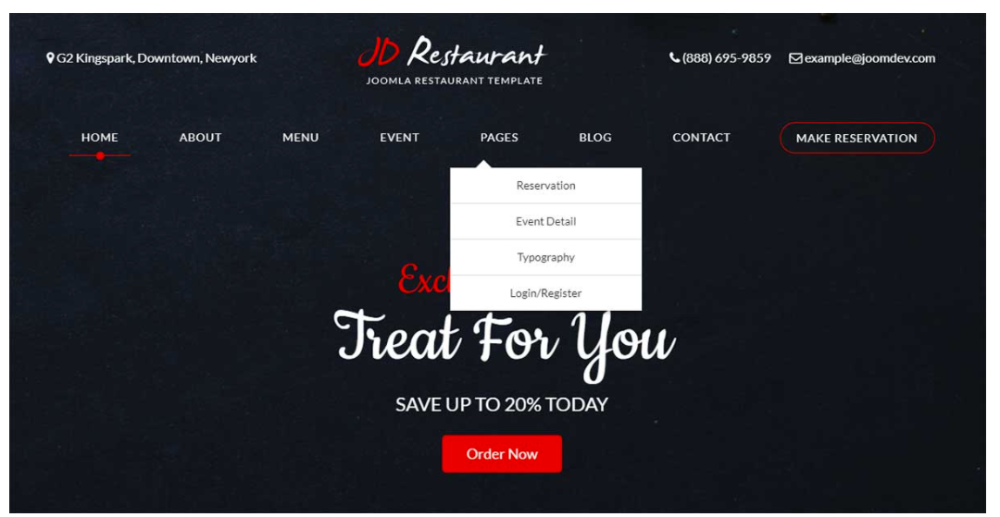 G2 Kingspark, Downtown, Newyork
JD Restaurant
JOOMLA RESTAURANT TEMPLATE
(888) 695-9859
example@joomdev.com
HOME ABOUT MENU EVENT PAGES BLOG CONTACT MAKE RESERVATION
Reservation
Event Detail
Typography
Login/Register
Treat For You
SAVE UP TO 20% TODAY
Order Now